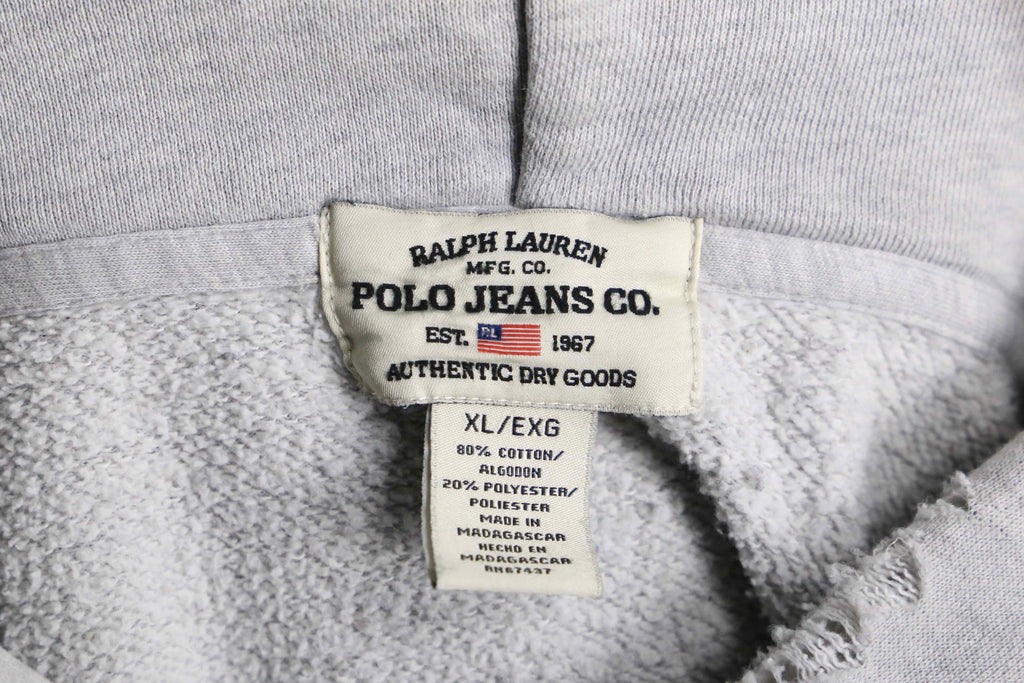 RALPH LAUREN
MFG. CO.
POLO JEANS CO.
EST. RL 1967
AUTHENTIC DRY GOODS
XL/EXG
80% COTTON/
ALGODON
20% POLYESTER/
POLIESTER
MADE IN
MADAGASCAR
HECHO EN
MADAGASCAR
RN67437